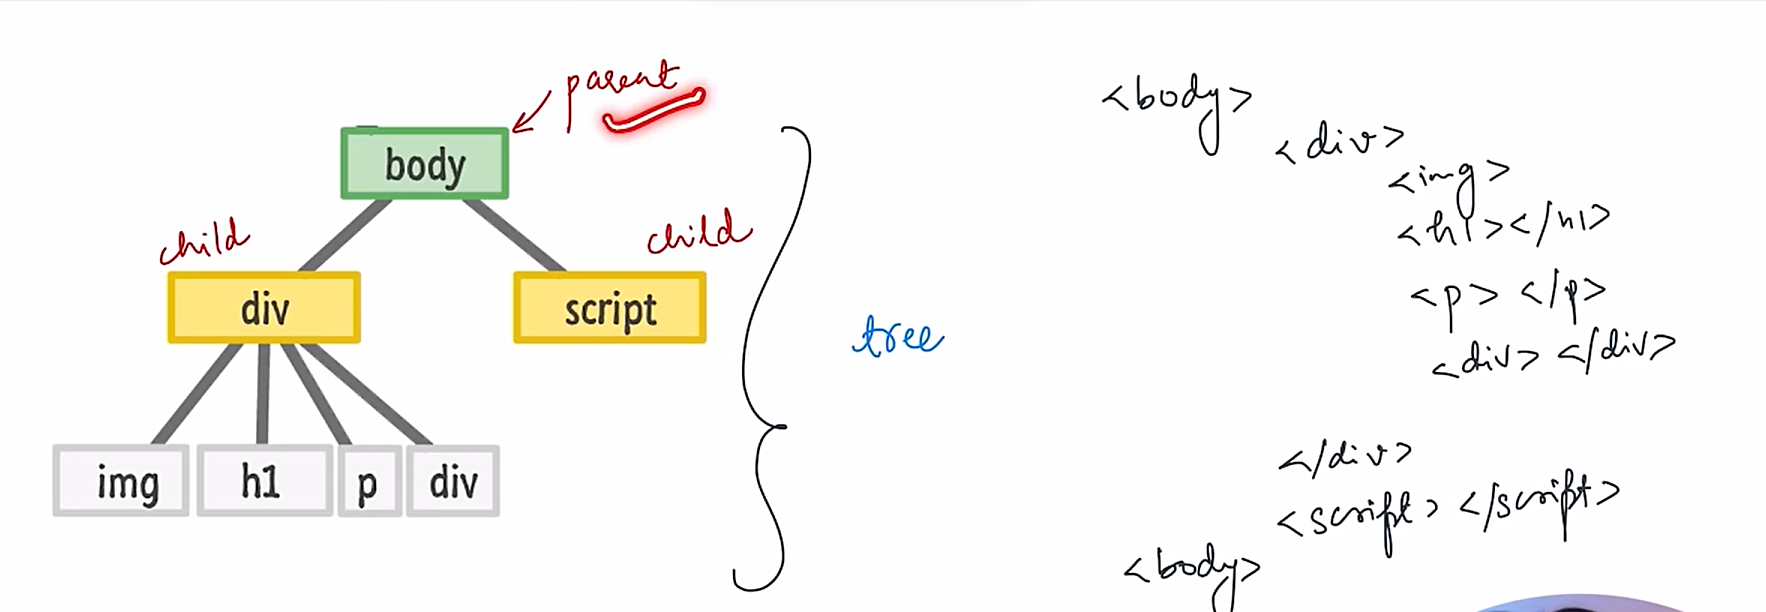 parent
body
child
child
div
script
img
h1
p
div
tree
<body>
<div>
<img>
<h1></h1>
<p> </p>
<div> </div>
</div>
<script> </script>
<body>